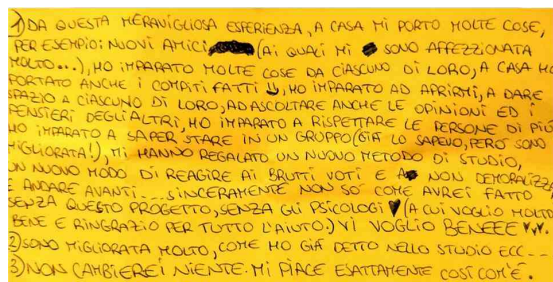 1) DA QUESTA MERAVIGLIOSA ESPERIENZA, A CASA MI PORTO MOLTE COSE,
PER ESEMPIO: NUOVI AMICI (AI QUALI MI SONO AFFEZZIONATA
MOLTO...), HO IMPARATO MOLTE COSE DA CIASCUNO DI LORO, A CASA HO
PORTATO ANCHE I COMPITI FATTI, HO IMPARATO AD APRIRMI, A DARE
SPAZIO A CIASCUNO DI LORO, AD ASCOLTARE ANCHE LE OPINIONI ED I
PENSIERI DEGLI ALTRI, HO IMPARATO A RISPETTARE LE PERSONE DI PIÙ
HO IMPARATO A SAPER STARE IN UN GRUPPO (GIÀ LO SAPEVO, PERÒ SONO
MIGLIORATA!), MI HANNO REGALATO UN NUOVO METODO DI STUDIO,
UN NUOVO MODO DI REAGIRE AI BRUTTI VOTI E A NON DEMORALIZZA
E ANDARE AVANTI... SINCERAMENTE NON SO COME AVREI FATTO
SENZA QUESTO PROGETTO, SENZA GLI PSICOLOGI ♥ (A CUI VOGLIO MOLTO
BENE E RINGRAZIO PER TUTTO L'AIUTO.) VI VOGLIO BENEEE ♥♥♥.
2) SONO MIGLIORATA MOLTO, COME HO GIÀ DETTO NELLO STUDIO ECC...
3) NON CAMBIEREI NIENTE. MI PIACE ESATTAMENTE COSÌ COM'È.